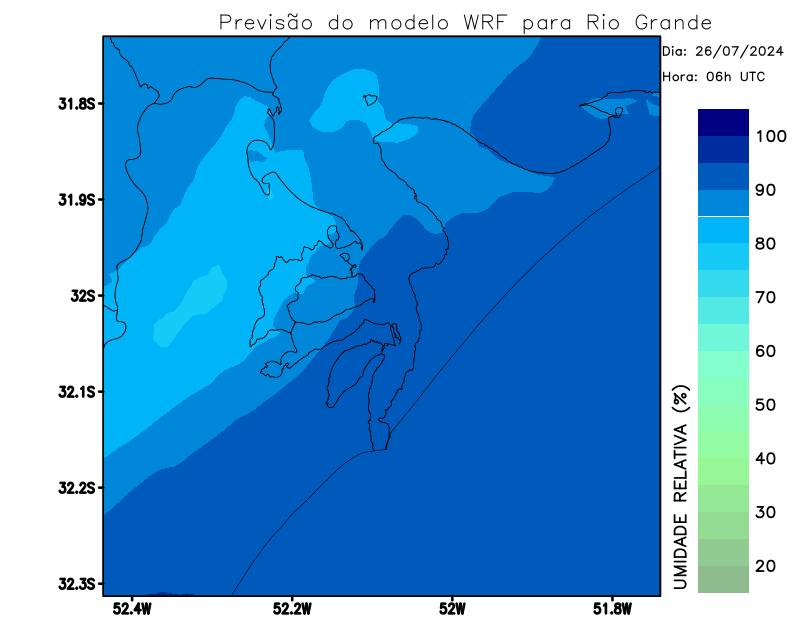 Previsão do modelo WRF para Rio Grande
Dia: 26/07/2024
Hora: 06h UTC
31.8S
31.9S
32S
32.1S
32.2S
32.3S
52.4W
52.2W
52W
51.8W
UMIDADE RELATIVA (%)
100
90
80
70
60
50
40
30
20